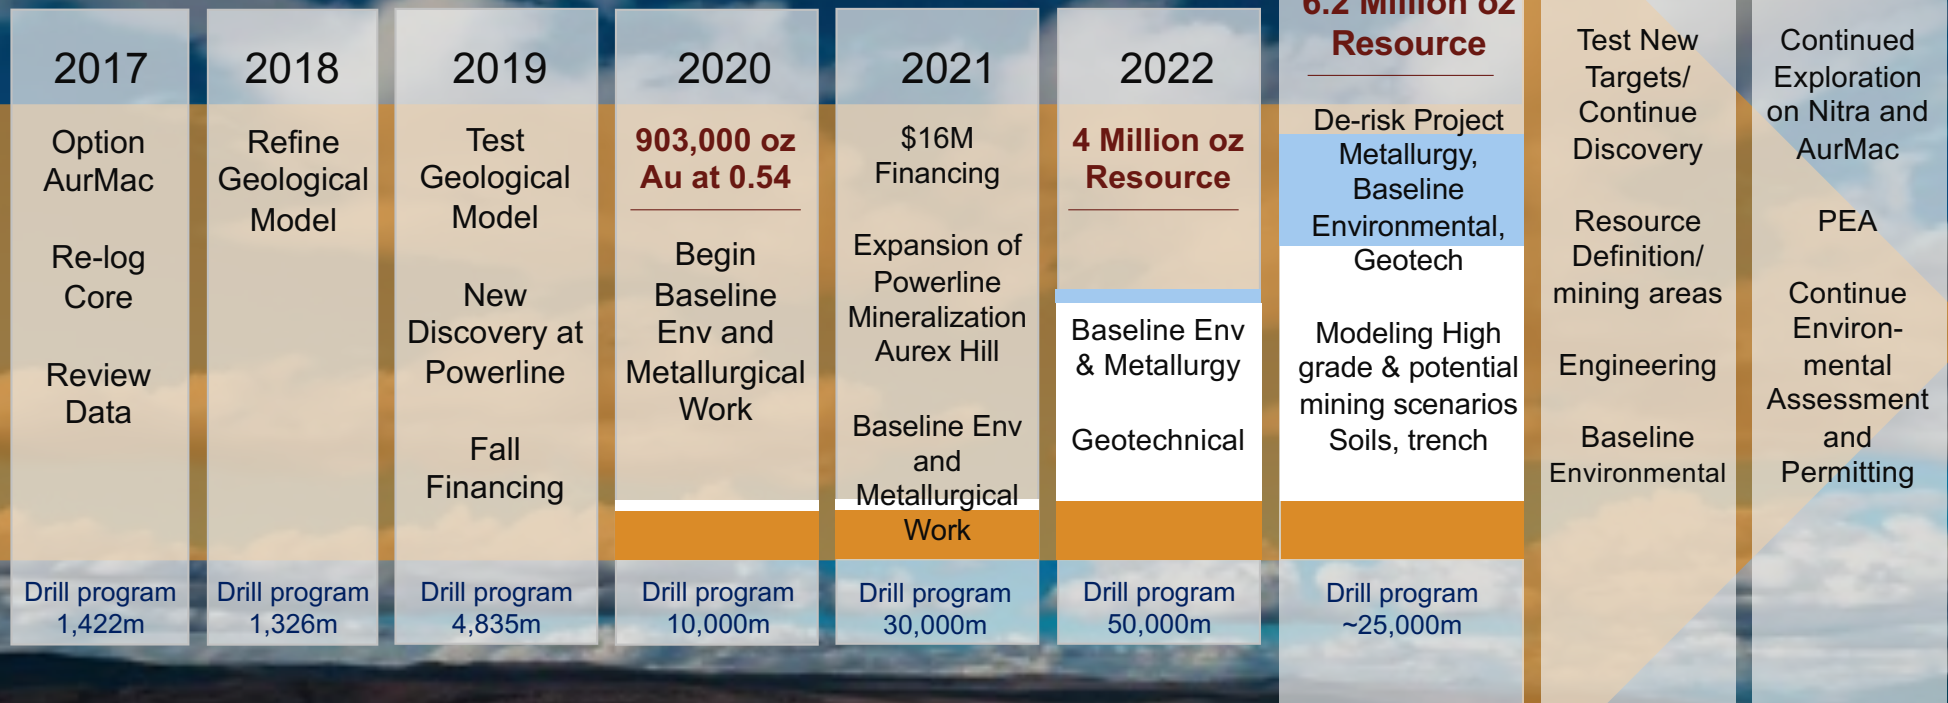 2017
Option
AurMac
Re-log
Core
Review
Data
Drill program
1,422m
2018
Refine
Geological
Model
Drill program
1,326m
2019
Test
Geological
Model
New
Discovery at
Powerline
Fall
Financing
Drill program
4,835m
2020
903,000 oz
Au at 0.54
Begin
Baseline
Env and
Metallurgical
Work
Drill program
10,000m
2021
$16M
Financing
Expansion of
Powerline
Mineralization
Aurex Hill
Baseline Env
and
Metallurgical
Work
Drill program
30,000m
2022
4 Million oz
Resource
Baseline Env
& Metallurgy
Geotechnical
Drill program
50,000m
6.2 Million oz
Resource
De-risk Project
Metallurgy,
Baseline
Environmental,
Geotech
Modeling High
grade & potential
mining scenarios
Soils, trench
Drill program
~25,000m
Test New
Targets/
Continue
Discovery
Resource
Definition/
mining areas
Engineering
Baseline
Environmental
Continued
Exploration
on Nitra and
AurMac
PEA
Continue
Environ-
mental
Assessment
and
Permitting